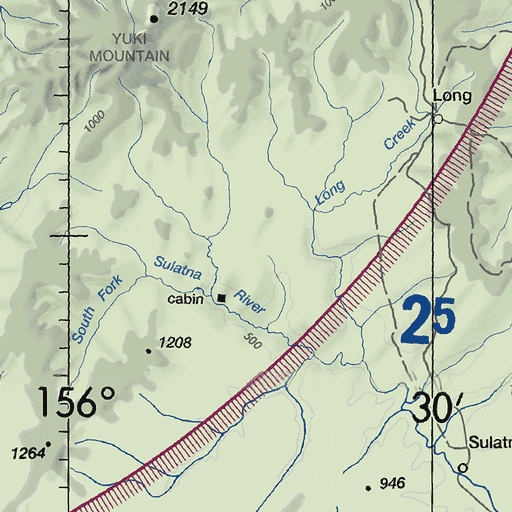 2149
YUKI
MOUNTAIN
1000
Long
Creek
Long
Sulatna
River
South Fork
cabin
25
500
1208
156°
30′
1264
946